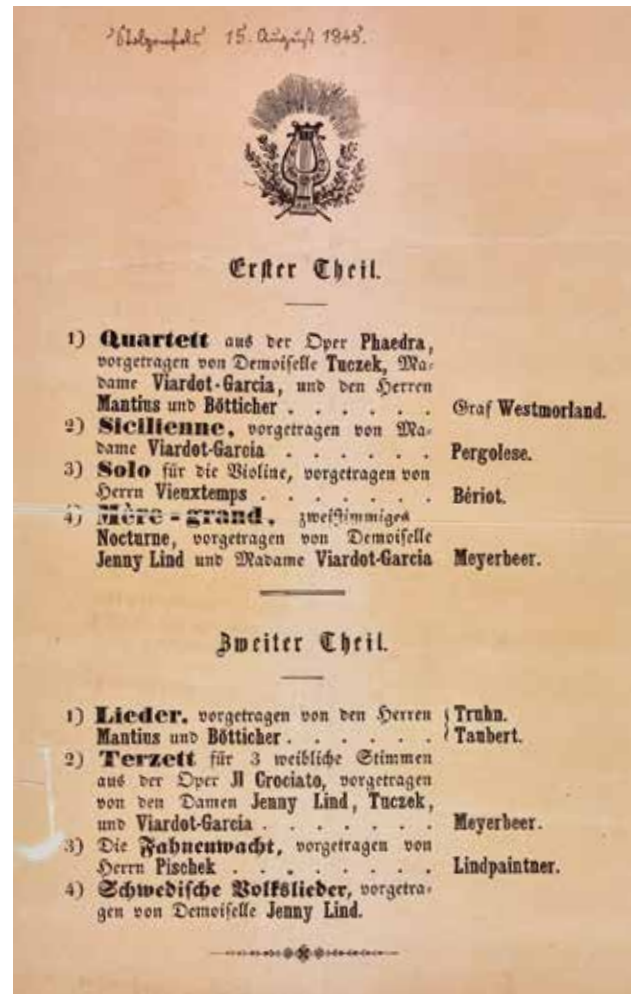 "Stolzenfels" 15. August 1845.
Erster Theil.
1) Quartett aus der Oper Phaedra,
vorgetragen von Demoiselle Tuczek, Ma-
dame Viardot-Garcia, und den Herren
Mantius und Bötticher . . . . . . Graf Westmorland.
2) Sicilienne, vorgetragen von Ma-
dame Viardot-Garcia . . . . . . Pergolese.
3) Solo für die Violine, vorgetragen von
Herrn Vieuxtemps . . . . . . . Bériot.
4) Mère-grand, zweistimmiges
Nocturne, vorgetragen von Demoiselle
Jenny Lind und Madame Viardot-Garcia Meyerbeer.
Zweiter Theil.
1) Lieder, vorgetragen von den Herren { Truhn.
Mantius und Bötticher . . . . . . { Taubert.
2) Terzett für 3 weibliche Stimmen
aus der Oper Il Crociato, vorgetragen
von den Damen Jenny Lind, Tuczek,
und Viardot-Garcia . . . . . . . Meyerbeer.
3) Die Fahnenwacht, vorgetragen von
Herrn Pischek . . . . . . . . Lindpaintner.
4) Schwedische Volkslieder, vorgetra-
gen von Demoiselle Jenny Lind.